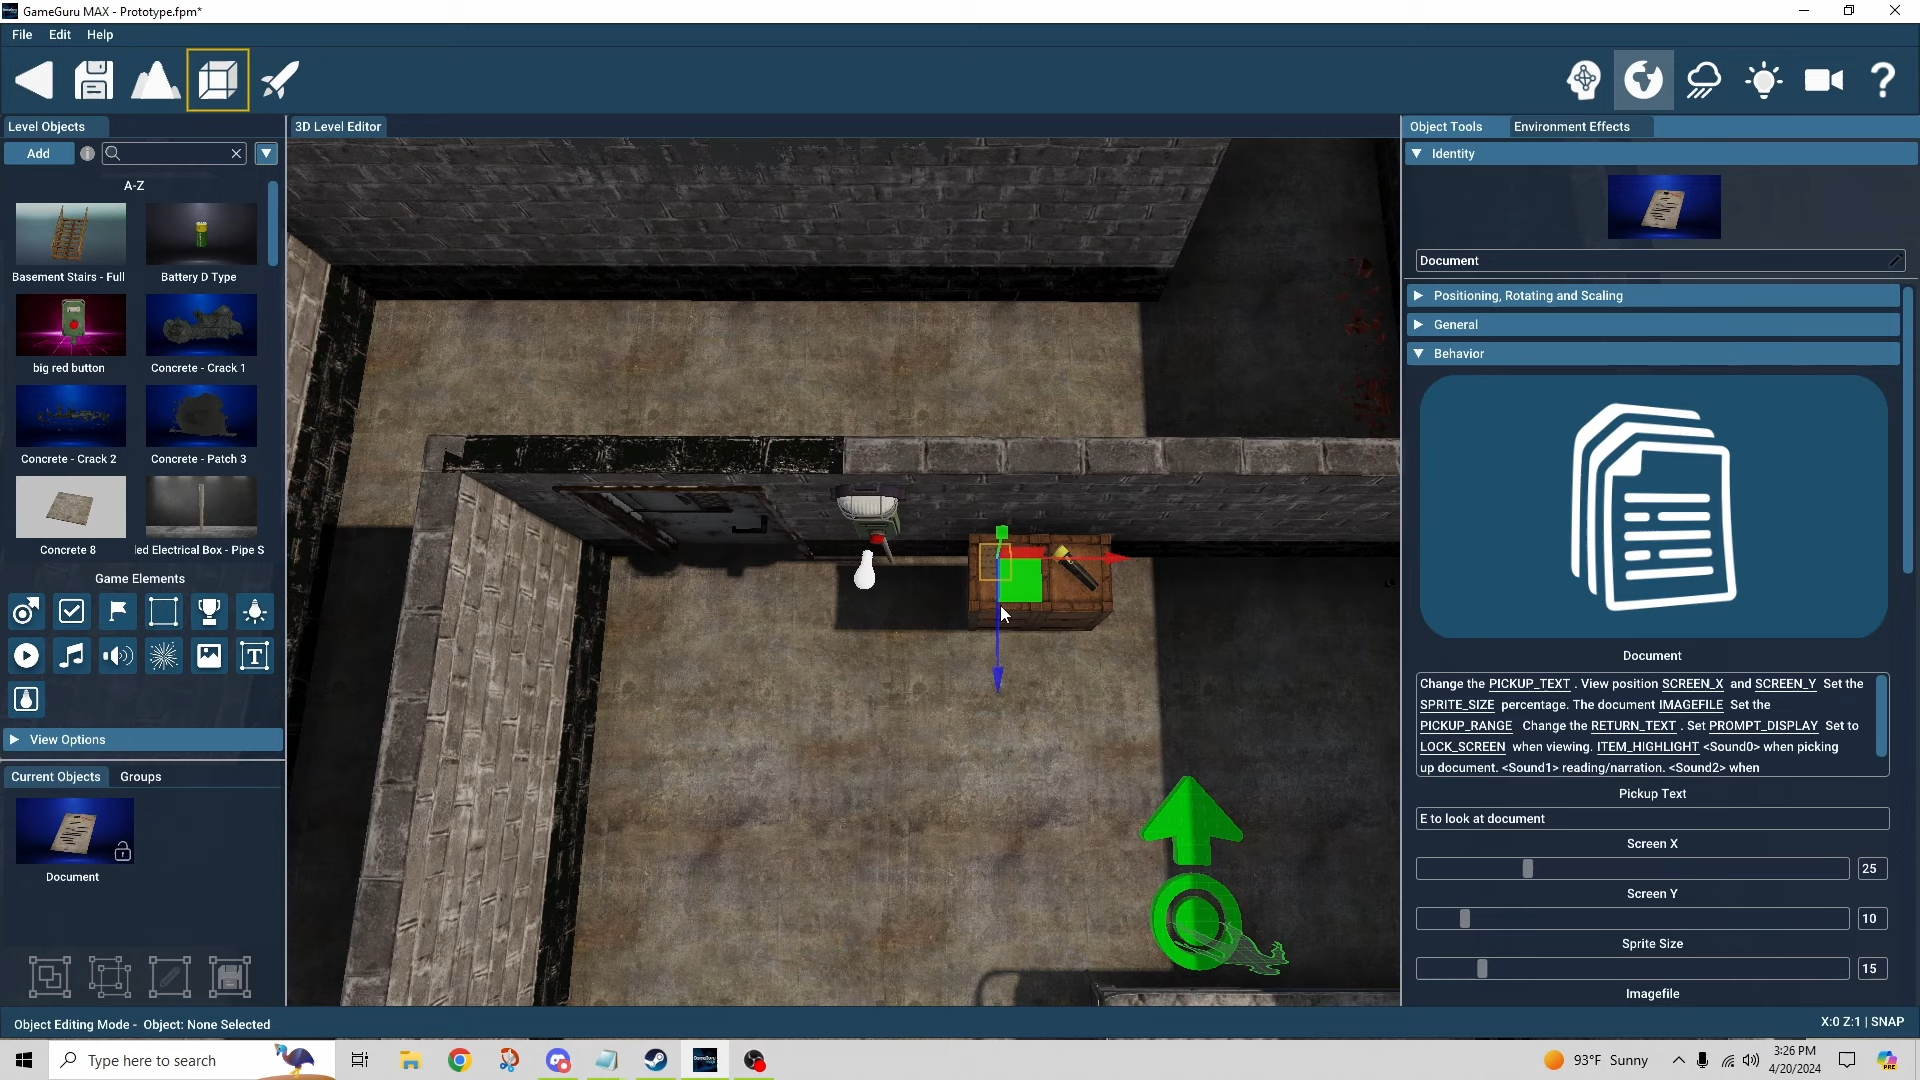 GameGuru MAX - Prototype.fpm*
File Edit Help
Level Objects
3D Level Editor
Object Tools Environment Effects
Add
Identity
A-Z
Basement Stairs - Full
Battery D Type
Document
Positioning, Rotating and Scaling
General
big red button
Concrete - Crack 1
Behavior
Concrete - Crack 2
Concrete - Patch 3
Concrete 8
led Electrical Box - Pipe S
Game Elements
Document
Change the PICKUP_TEXT . View position SCREEN_X and SCREEN_Y Set the
SPRITE_SIZE percentage. The document IMAGEFILE Set the
PICKUP_RANGE Change the RETURN_TEXT . Set PROMPT_DISPLAY Set to
LOCK_SCREEN when viewing. ITEM_HIGHLIGHT <Sound0> when picking
up document. <Sound1> reading/narration. <Sound2> when
View Options
Current Objects Groups
Pickup Text
E to look at document
Screen X
25
Document
Screen Y
10
Sprite Size
15
Imagefile
Object Editing Mode - Object: None Selected
X:0 Z:1 | SNAP
Type here to search
93°F Sunny
3:26 PM
4/20/2024
PRE